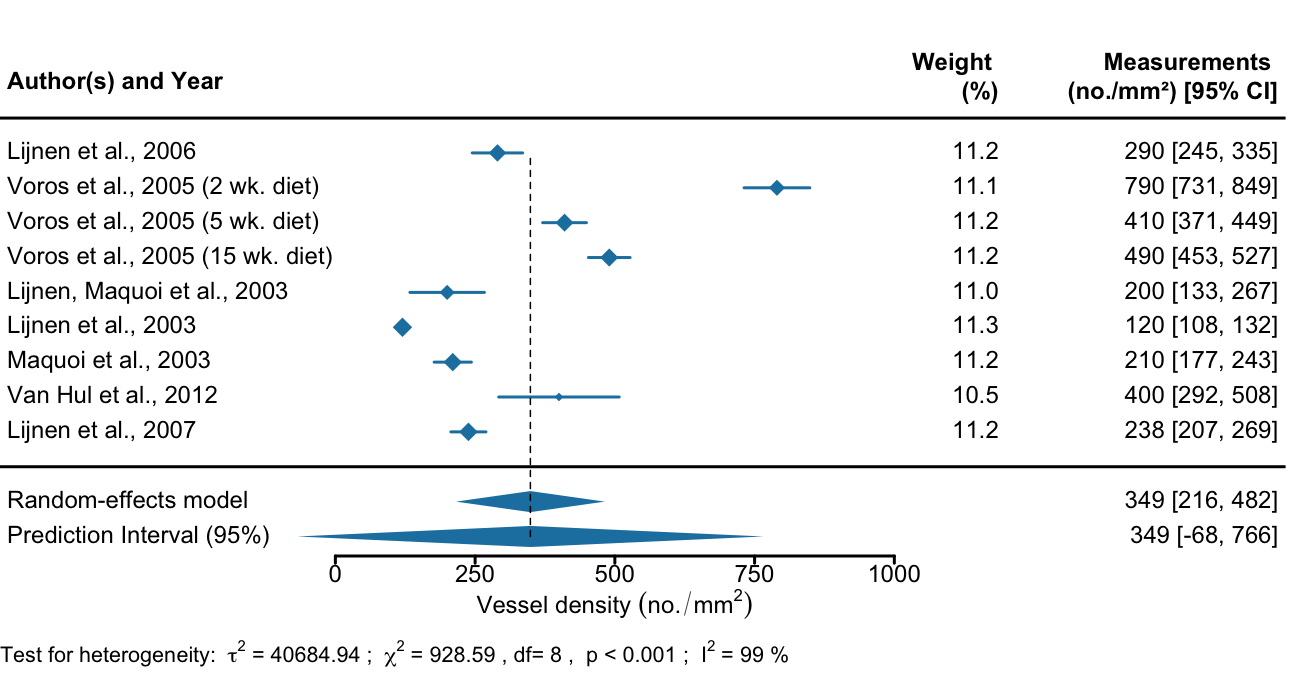 Author(s) and Year Weight (%) Measurements (no./mm²) [95% CI]
Lijnen et al., 2006 11.2 290 [245, 335]
Voros et al., 2005 (2 wk. diet) 11.1 790 [731, 849]
Voros et al., 2005 (5 wk. diet) 11.2 410 [371, 449]
Voros et al., 2005 (15 wk. diet) 11.2 490 [453, 527]
Lijnen, Maquoi et al., 2003 11.0 200 [133, 267]
Lijnen et al., 2003 11.3 120 [108, 132]
Maquoi et al., 2003 11.2 210 [177, 243]
Van Hul et al., 2012 10.5 400 [292, 508]
Lijnen et al., 2007 11.2 238 [207, 269]
Random-effects model 349 [216, 482]
Prediction Interval (95%) 349 [-68, 766]
0 250 500 750 1000
Vessel density (no./mm²)
Test for heterogeneity: τ² = 40684.94 ; χ² = 928.59 , df= 8 , p < 0.001 ; I² = 99 %